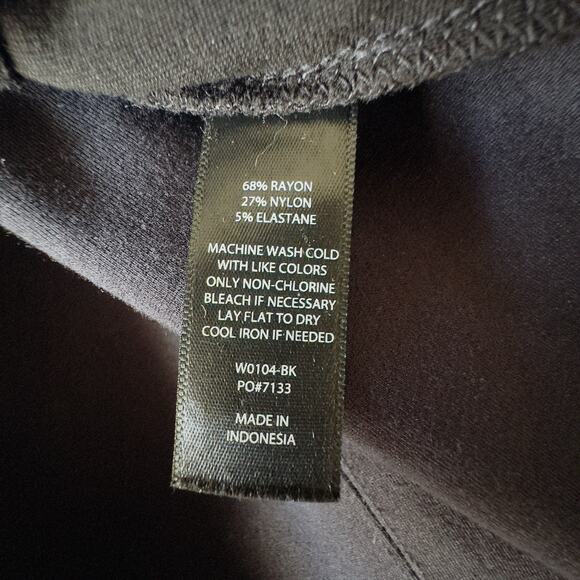 68% RAYON
27% NYLON
5% ELASTANE
MACHINE WASH COLD
WITH LIKE COLORS
ONLY NON-CHLORINE
BLEACH IF NECESSARY
LAY FLAT TO DRY
COOL IRON IF NEEDED
W0104-BK
PO#7133
MADE IN
INDONESIA